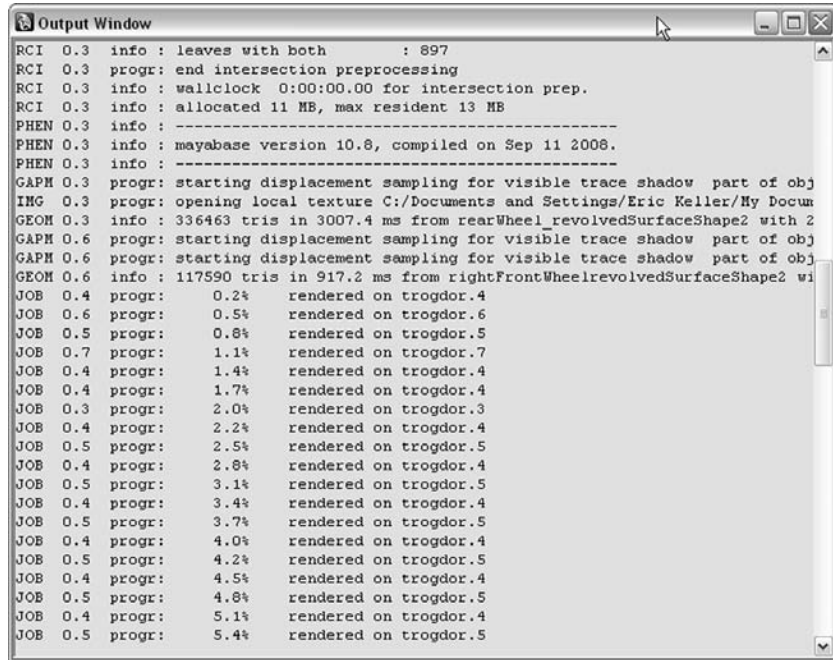 Output Window
RCI 0.3 info : leaves with both : 897
RCI 0.3 progr: end intersection preprocessing
RCI 0.3 info : wallclock 0:00:00.00 for intersection prep.
RCI 0.3 info : allocated 11 MB, max resident 13 MB
PHEN 0.3 info : ------------------------------------------------
PHEN 0.3 info : mayabase version 10.8, compiled on Sep 11 2008.
PHEN 0.3 info : ------------------------------------------------
GAPM 0.3 progr: starting displacement sampling for visible trace shadow part of obj
IMG 0.3 progr: opening local texture C:/Documents and Settings/Eric Keller/My Docum
GEOM 0.3 info : 336463 tris in 3007.4 ms from rearWheel_revolvedSurfaceShape2 with 2
GAPM 0.6 progr: starting displacement sampling for visible trace shadow part of obj
GAPM 0.6 progr: starting displacement sampling for visible trace shadow part of obj
GEOM 0.6 info : 117590 tris in 917.2 ms from rightFrontWheelrevolvedSurfaceShape2 wi
JOB 0.4 progr: 0.2% rendered on trogdor.4
JOB 0.6 progr: 0.5% rendered on trogdor.6
JOB 0.5 progr: 0.8% rendered on trogdor.5
JOB 0.7 progr: 1.1% rendered on trogdor.7
JOB 0.4 progr: 1.4% rendered on trogdor.4
JOB 0.4 progr: 1.7% rendered on trogdor.4
JOB 0.3 progr: 2.0% rendered on trogdor.3
JOB 0.4 progr: 2.2% rendered on trogdor.4
JOB 0.5 progr: 2.5% rendered on trogdor.5
JOB 0.4 progr: 2.8% rendered on trogdor.4
JOB 0.5 progr: 3.1% rendered on trogdor.5
JOB 0.4 progr: 3.4% rendered on trogdor.4
JOB 0.5 progr: 3.7% rendered on trogdor.5
JOB 0.4 progr: 4.0% rendered on trogdor.4
JOB 0.5 progr: 4.2% rendered on trogdor.5
JOB 0.4 progr: 4.5% rendered on trogdor.4
JOB 0.5 progr: 4.8% rendered on trogdor.5
JOB 0.4 progr: 5.1% rendered on trogdor.4
JOB 0.5 progr: 5.4% rendered on trogdor.5